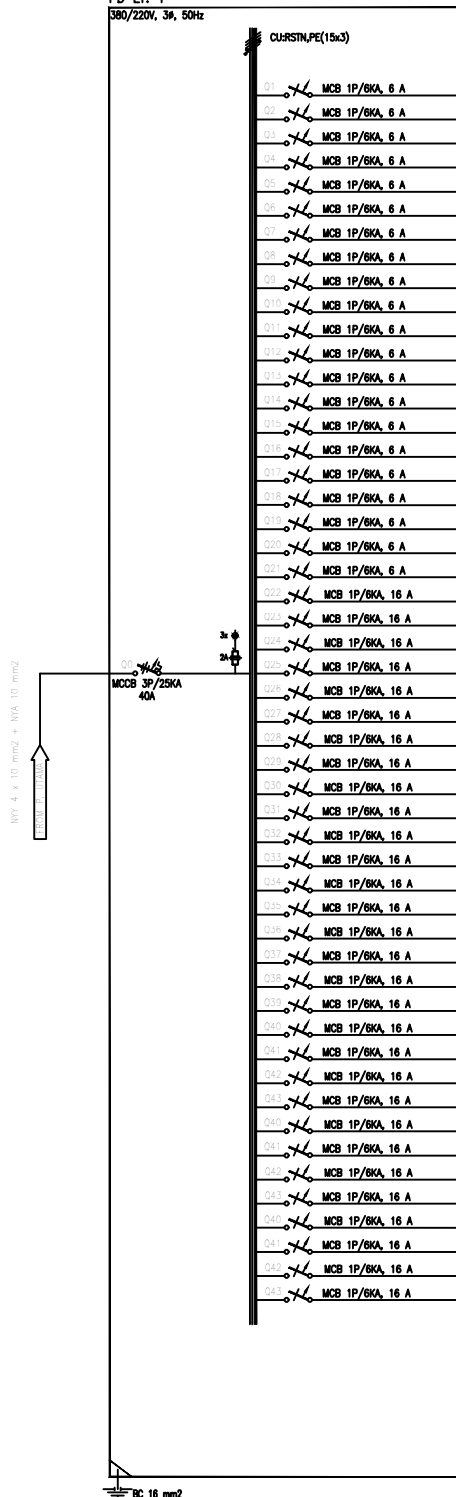 PD LT. 1
380/220V, 3ø, 50Hz
CU:RSTN,PE(15x3)
Q1 MCB 1P/6KA, 6 A
Q2 MCB 1P/6KA, 6 A
Q3 MCB 1P/6KA, 6 A
Q4 MCB 1P/6KA, 6 A
Q5 MCB 1P/6KA, 6 A
Q6 MCB 1P/6KA, 6 A
Q7 MCB 1P/6KA, 6 A
Q8 MCB 1P/6KA, 6 A
Q9 MCB 1P/6KA, 6 A
Q10 MCB 1P/6KA, 6 A
Q11 MCB 1P/6KA, 6 A
Q12 MCB 1P/6KA, 6 A
Q13 MCB 1P/6KA, 6 A
Q14 MCB 1P/6KA, 6 A
Q15 MCB 1P/6KA, 6 A
Q16 MCB 1P/6KA, 6 A
Q17 MCB 1P/6KA, 6 A
Q18 MCB 1P/6KA, 6 A
Q19 MCB 1P/6KA, 6 A
Q20 MCB 1P/6KA, 6 A
Q21 MCB 1P/6KA, 6 A
Q22 MCB 1P/6KA, 16 A
Q23 MCB 1P/6KA, 16 A
3x
Q24 MCB 1P/6KA, 16 A
2A
Q0
Q25 MCB 1P/6KA, 16 A
MCCB 3P/25KA
40A
Q26 MCB 1P/6KA, 16 A
Q27 MCB 1P/6KA, 16 A
Q28 MCB 1P/6KA, 16 A
Q29 MCB 1P/6KA, 16 A
Q30 MCB 1P/6KA, 16 A
NYY 4 x 10 mm2 + NYA 10 mm2
FROM P. UTAMA
Q31 MCB 1P/6KA, 16 A
Q32 MCB 1P/6KA, 16 A
Q33 MCB 1P/6KA, 16 A
Q34 MCB 1P/6KA, 16 A
Q35 MCB 1P/6KA, 16 A
Q36 MCB 1P/6KA, 16 A
Q37 MCB 1P/6KA, 16 A
Q38 MCB 1P/6KA, 16 A
Q39 MCB 1P/6KA, 16 A
Q40 MCB 1P/6KA, 16 A
Q41 MCB 1P/6KA, 16 A
Q42 MCB 1P/6KA, 16 A
Q43 MCB 1P/6KA, 16 A
Q40 MCB 1P/6KA, 16 A
Q41 MCB 1P/6KA, 16 A
Q42 MCB 1P/6KA, 16 A
Q43 MCB 1P/6KA, 16 A
Q40 MCB 1P/6KA, 16 A
Q41 MCB 1P/6KA, 16 A
Q42 MCB 1P/6KA, 16 A
Q43 MCB 1P/6KA, 16 A
BC 16 mm2